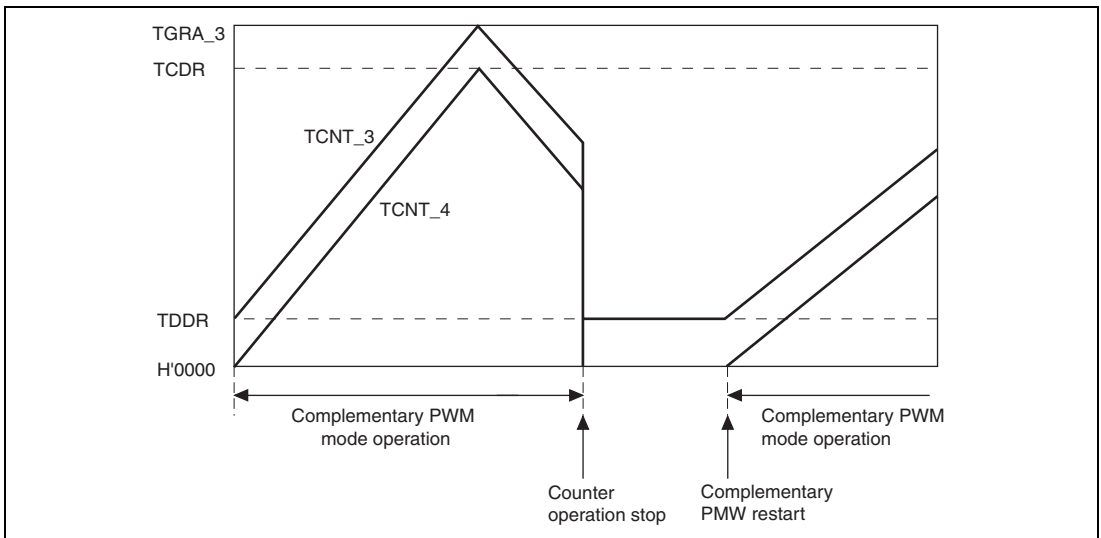 TGRA_3
TCDR
TCNT_3
TCNT_4
TDDR
H'0000
Complementary PWM
mode operation
Complementary PWM
mode operation
Counter
operation stop
Complementary
PMW restart